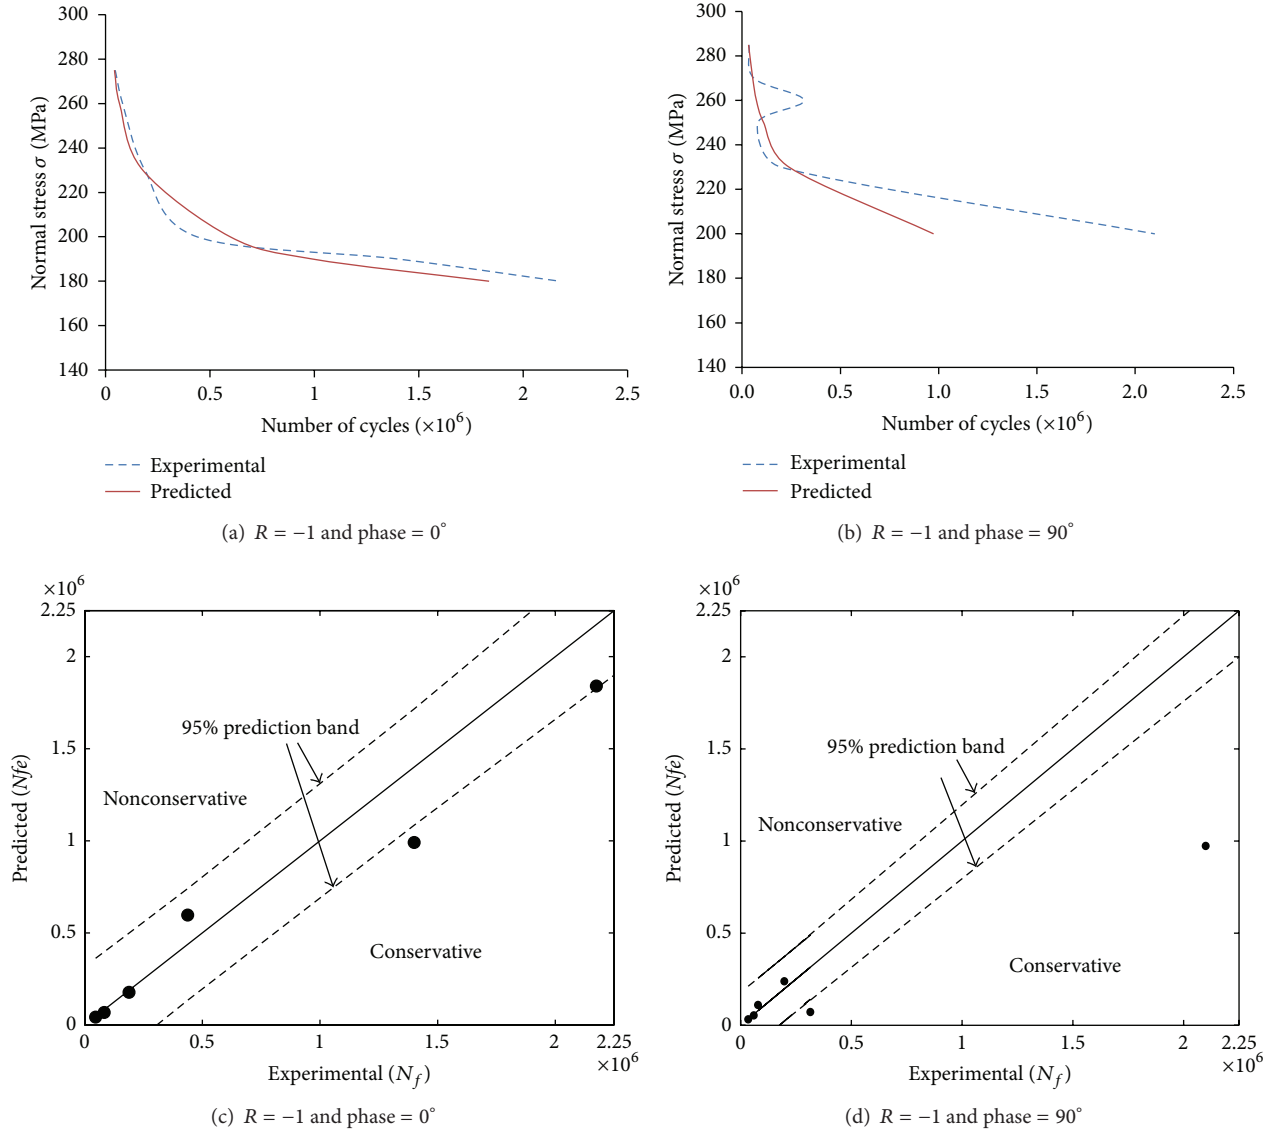 300
280
260
240
220
200
180
160
140
Normal stress σ (MPa)
0 0.5 1 1.5 2 2.5
Number of cycles (×10⁶)
Experimental
Predicted
(a) R = −1 and phase = 0°
300
280
260
240
220
200
180
160
140
Normal stress σ (MPa)
0.0 0.5 1.0 1.5 2.0 2.5
Number of cycles (×10⁶)
Experimental
Predicted
(b) R = −1 and phase = 90°
×10⁶
2.25
2
1.5
1
0.5
0
Predicted (Nfe)
95% prediction band
Nonconservative
Conservative
0 0.5 1 1.5 2 2.25
×10⁶
Experimental (N_f)
(c) R = −1 and phase = 0°
×10⁶
2.25
2
1.5
1
0.5
0
Predicted (Nfe)
95% prediction band
Nonconservative
Conservative
0 0.5 1 1.5 2 2.25
×10⁶
Experimental (N_f)
(d) R = −1 and phase = 90°